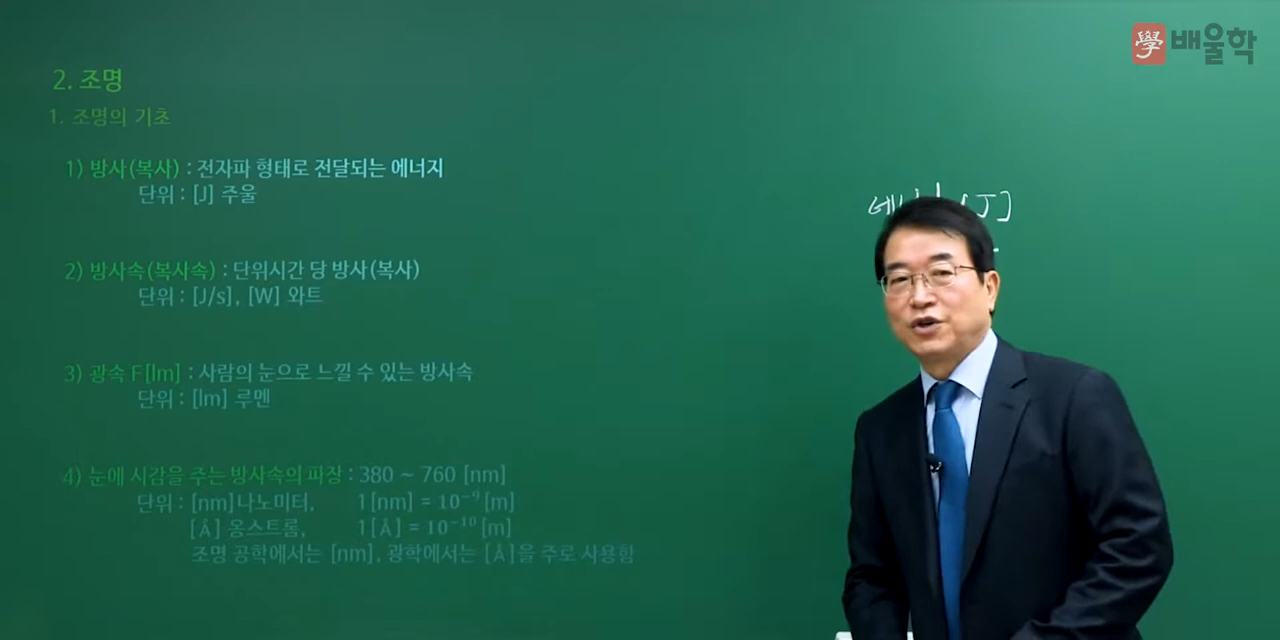 學 배울학
2. 조명
1. 조명의 기초
1) 방사(복사) : 전자파 형태로 전달되는 에너지
단위 : [J] 주울
에너지 [J]
2) 방사속(복사속) : 단위시간 당 방사(복사)
단위 : [J/s], [W] 와트
3) 광속 F[lm] : 사람의 눈으로 느낄 수 있는 방사속
단위 : [lm] 루멘
4) 눈에 시감을 주는 방사속의 파장 : 380 ~ 760 [nm]
단위 : [nm]나노미터, 1[nm] = 10⁻⁹[m]
[Å] 옹스트롬, 1[Å] = 10⁻¹⁰[m]
조명 공학에서는 [nm], 광학에서는 [Å]을 주로 사용함